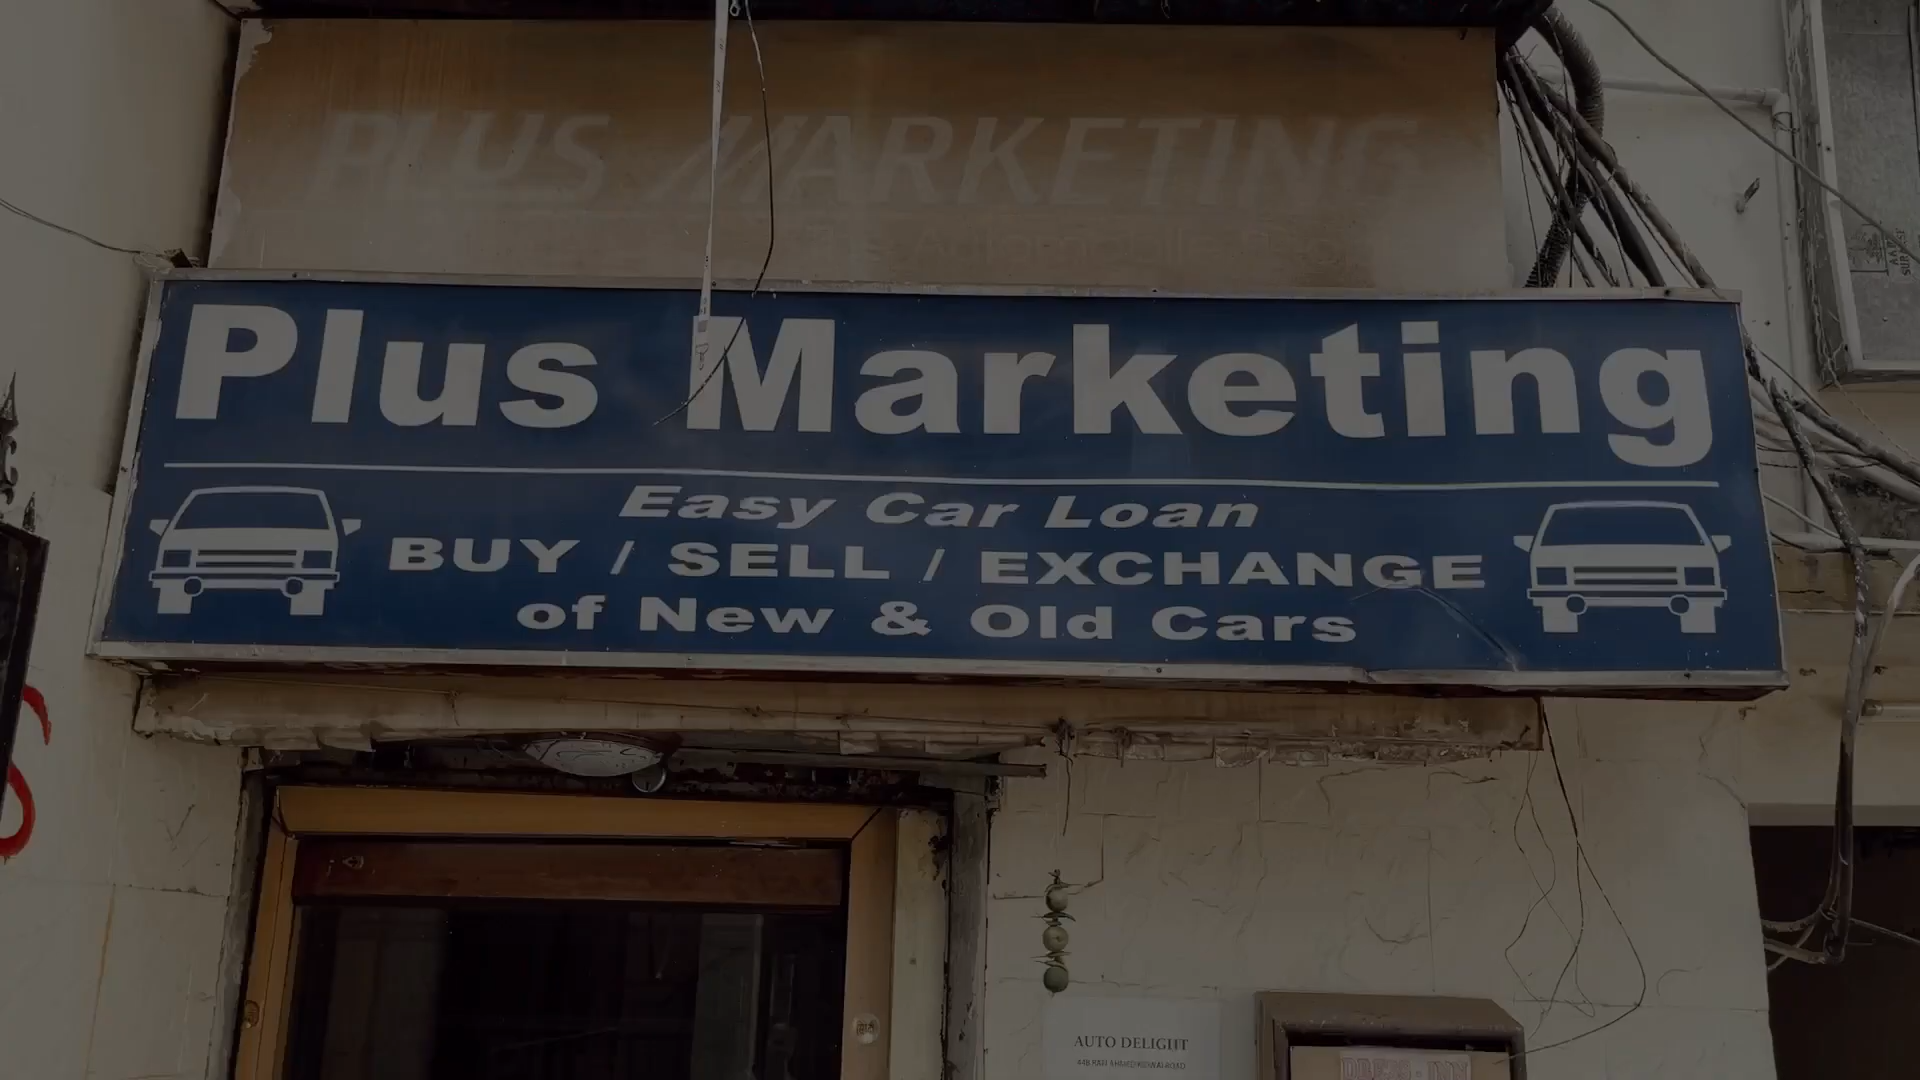 PLUS MARKETING
Plus Marketing
Easy Car Loan
BUY / SELL / EXCHANGE
of New & Old Cars
AUTO DELIGHT